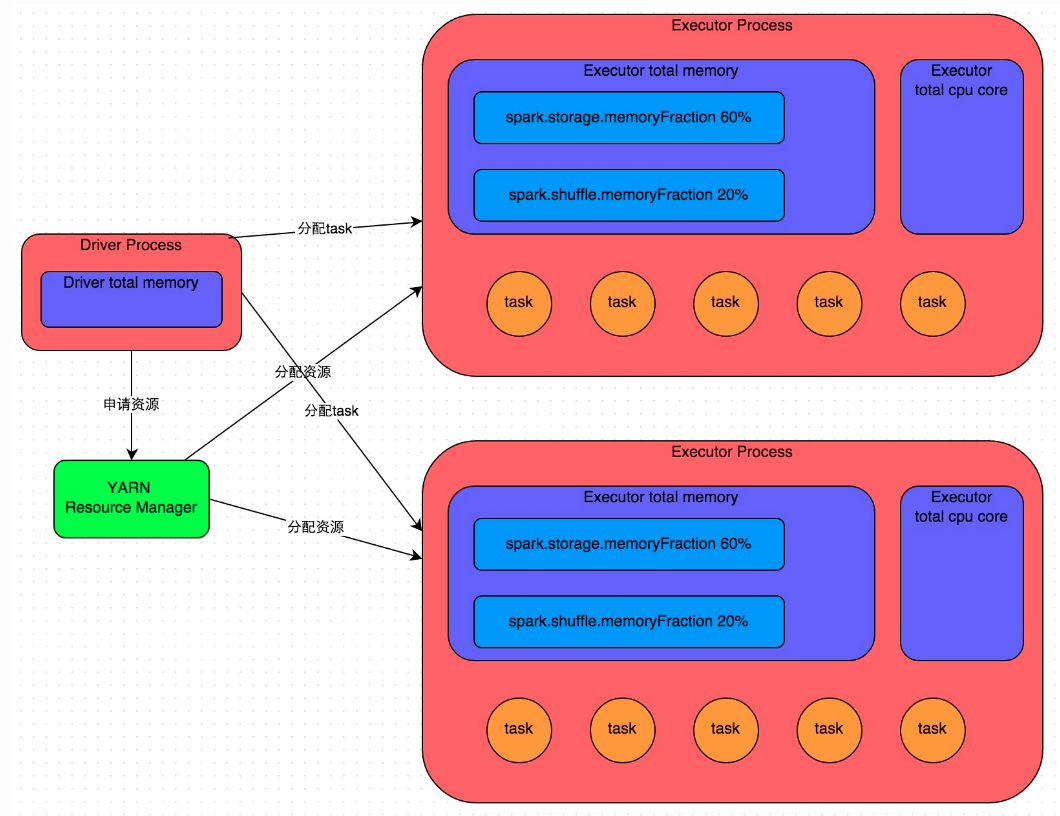 Executor Process
Executor total memory
Executor
total cpu core
spark.storage.memoryFraction 60%
spark.shuffle.memoryFraction 20%
分配task
Driver Process
Driver total memory
task
task
task
task
task
分配资源
申请资源
分配task
YARN
Resource Manager
分配资源
Executor Process
Executor total memory
Executor
total cpu core
spark.storage.memoryFraction 60%
spark.shuffle.memoryFraction 20%
task
task
task
task
task